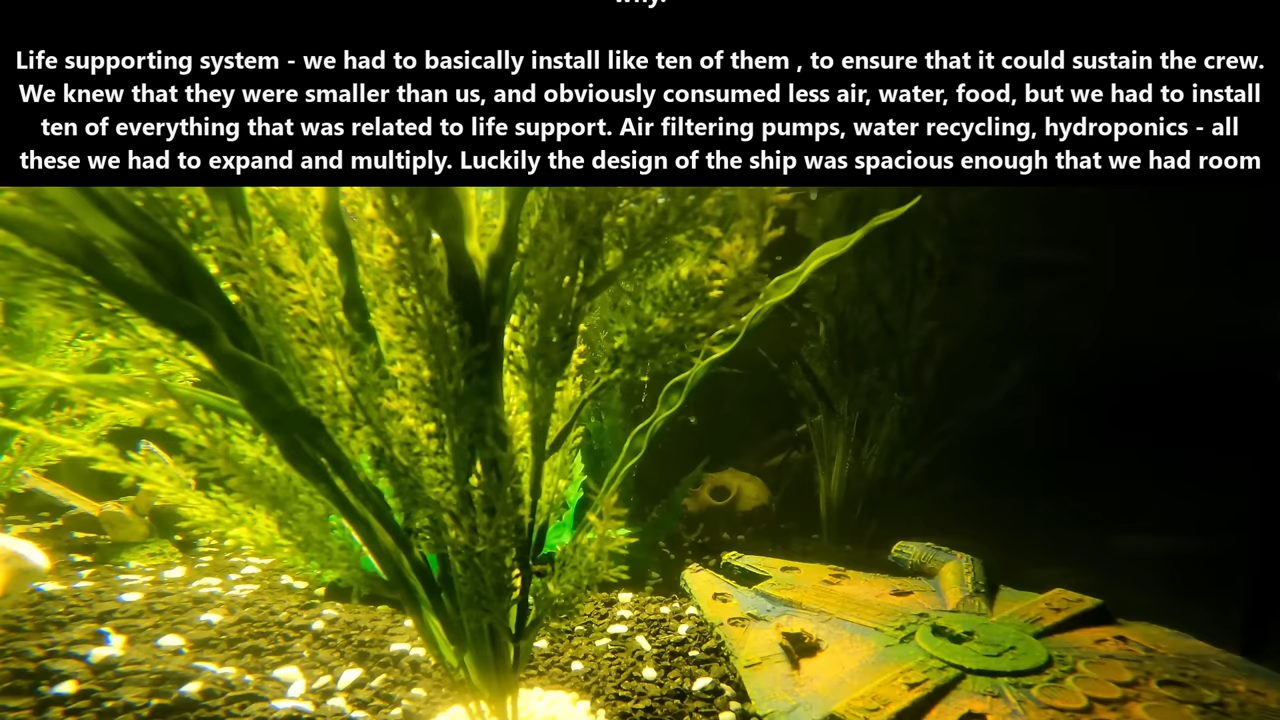 why.
Life supporting system - we had to basically install like ten of them , to ensure that it could sustain the crew.
We knew that they were smaller than us, and obviously consumed less air, water, food, but we had to install
ten of everything that was related to life support. Air filtering pumps, water recycling, hydroponics - all
these we had to expand and multiply. Luckily the design of the ship was spacious enough that we had room